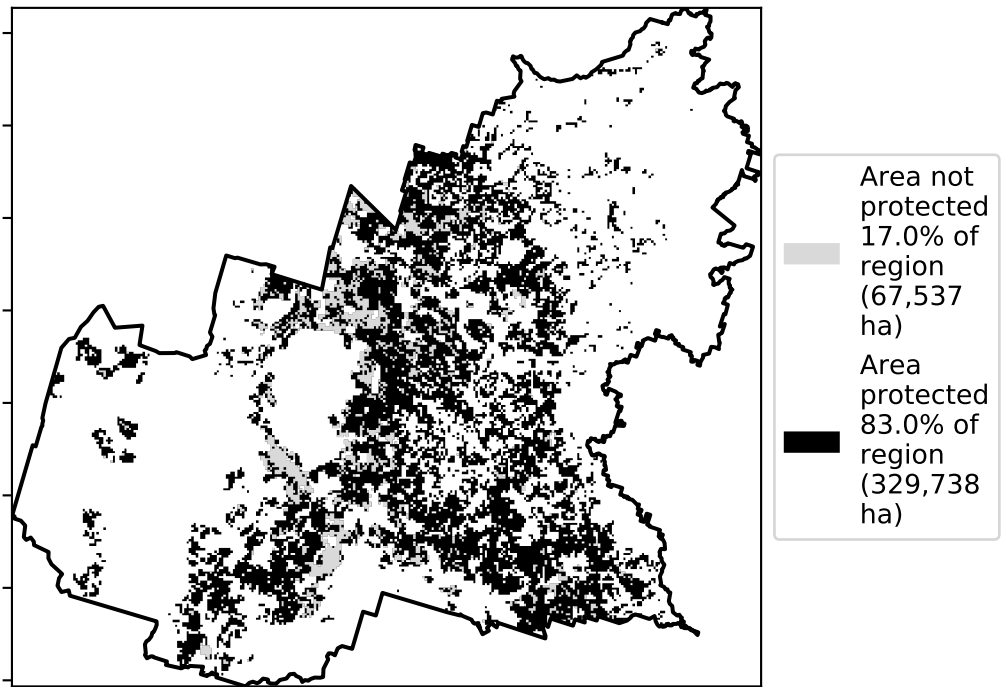 Area not
protected
17.0% of
region
(67,537
ha)
Area
protected
83.0% of
region
(329,738
ha)